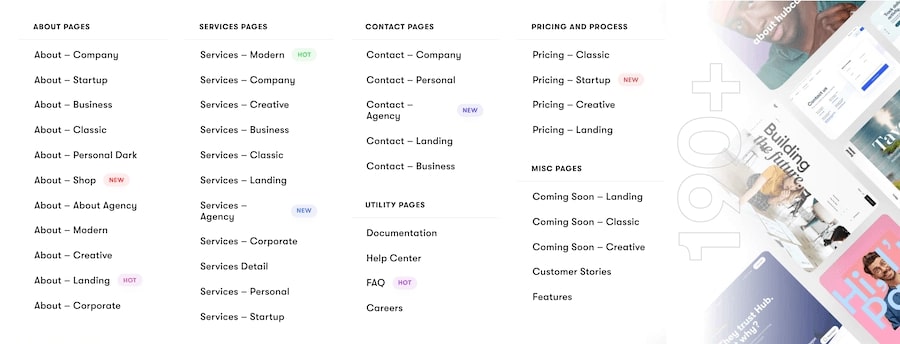 ABOUT PAGES
About – Company
About – Startup
About – Business
About – Classic
About – Personal Dark
About – Shop NEW
About – About Agency
About – Modern
About – Creative
About – Landing HOT
About – Corporate
SERVICES PAGES
Services – Modern HOT
Services – Company
Services – Creative
Services – Business
Services – Classic
Services – Landing
Services –
Agency NEW
Services – Corporate
Services Detail
Services – Personal
Services – Startup
CONTACT PAGES
Contact – Company
Contact – Personal
Contact –
Agency NEW
Contact – Landing
Contact – Business
UTILITY PAGES
Documentation
Help Center
FAQ HOT
Careers
PRICING AND PROCESS
Pricing – Classic
Pricing – Startup NEW
Pricing – Creative
Pricing – Landing
MISC PAGES
Coming Soon – Landing
Coming Soon – Classic
Coming Soon – Creative
Customer Stories
Features
190+
about hub
Contact us
Building
the future
They trust Hub.
why?
Hi, I'